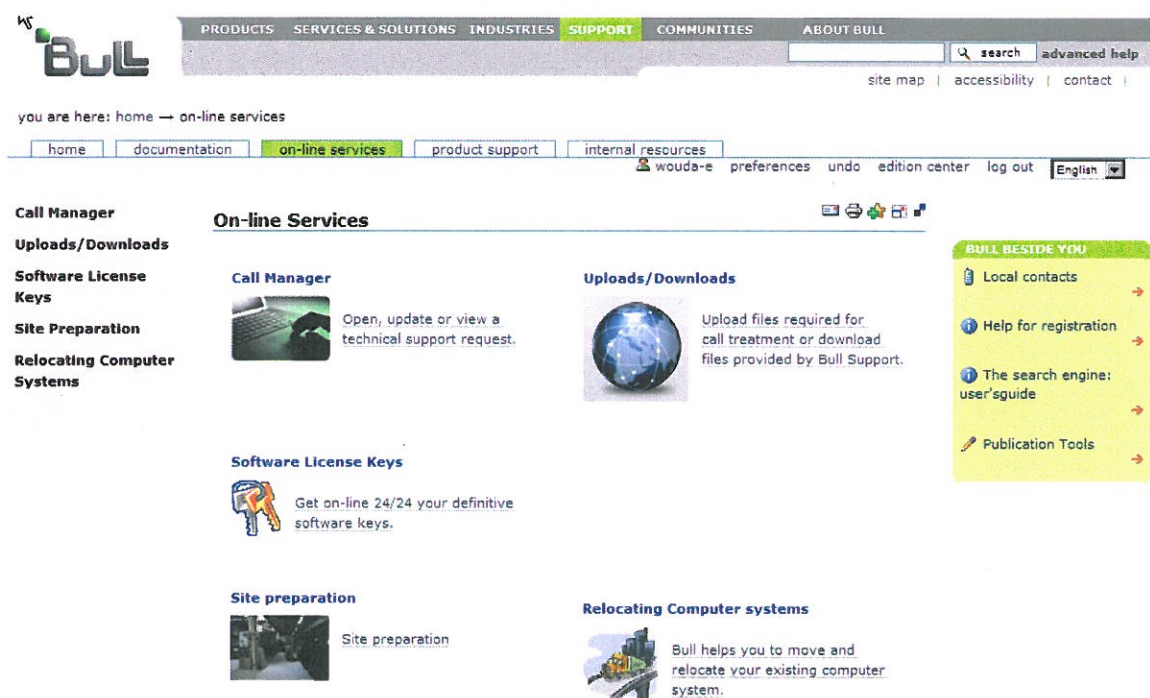 Bull
PRODUCTS SERVICES & SOLUTIONS INDUSTRIES SUPPORT COMMUNITIES ABOUT BULL
search advanced help
site map | accessibility | contact |
you are here: home → on-line services
home documentation on-line services product support internal resources
wouda-e preferences undo edition center log out English
Call Manager
Uploads/Downloads
Software License
Keys
Site Preparation
Relocating Computer
Systems
On-line Services
Call Manager
Open, update or view a
technical support request.
Uploads/Downloads
Upload files required for
call treatment or download
files provided by Bull Support.
Software License Keys
Get on-line 24/24 your definitive
software keys.
Site preparation
Site preparation
Relocating Computer systems
Bull helps you to move and
relocate your existing computer
system.
BULL BESIDE YOU
Local contacts
Help for registration
The search engine:
user'sguide
Publication Tools